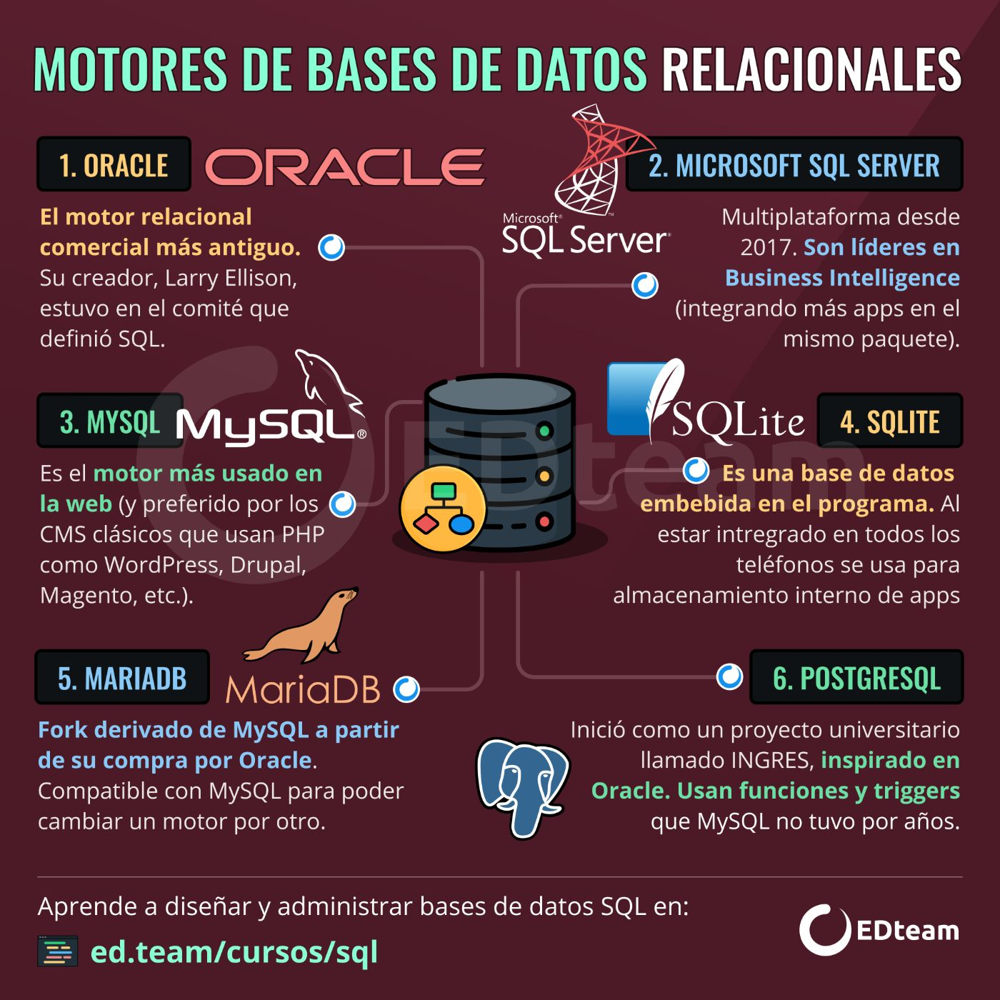 MOTORES DE BASES DE DATOS RELACIONALES
1. ORACLE
ORACLE
El motor relacional
comercial más antiguo.
Su creador, Larry Ellison,
estuvo en el comité que
definió SQL.
2. MICROSOFT SQL SERVER
Microsoft®
SQL Server®
™
Multiplataforma desde
2017. Son líderes en
Business Intelligence
(integrando más apps en el
mismo paquete).
3. MYSQL
MySQL®
Es el motor más usado en
la web (y preferido por los
CMS clásicos que usan PHP
como WordPress, Drupal,
Magento, etc.).
SQLite
4. SQLITE
Es una base de datos
embebida en el programa. Al
estar intregrado en todos los
teléfonos se usa para
almacenamiento interno de apps
EDteam
5. MARIADB
MariaDB
Fork derivado de MySQL a partir
de su compra por Oracle.
Compatible con MySQL para poder
cambiar un motor por otro.
6. POSTGRESQL
Inició como un proyecto universitario
llamado INGRES, inspirado en
Oracle. Usan funciones y triggers
que MySQL no tuvo por años.
Aprende a diseñar y administrar bases de datos SQL en:
ed.team/cursos/sql
EDteam